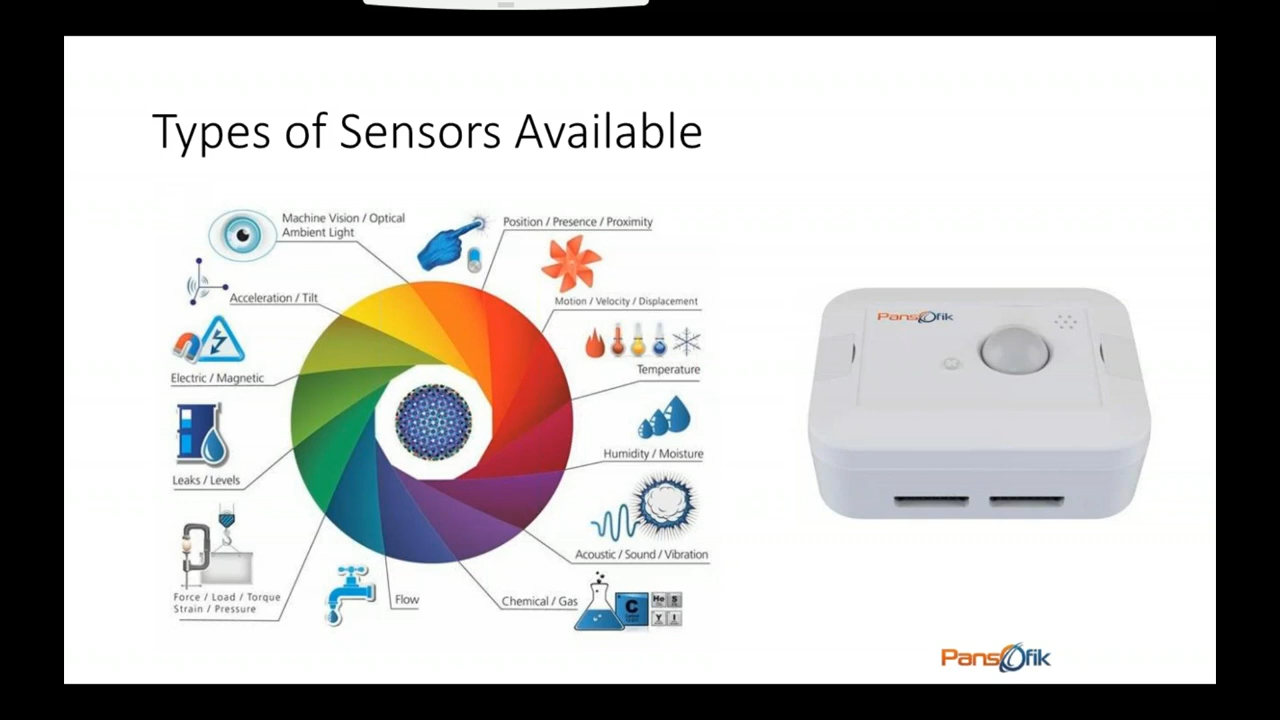 Types of Sensors Available
Machine Vision / Optical
Ambient Light
Position / Presence / Proximity
Acceleration / Tilt
Motion / Velocity / Displacement
Electric / Magnetic
Temperature
Leaks / Levels
Humidity / Moisture
Acoustic / Sound / Vibration
Force / Load / Torque
Strain / Pressure
Flow
Chemical / Gas
C
He S
Y I
PansOfik
PansOfik